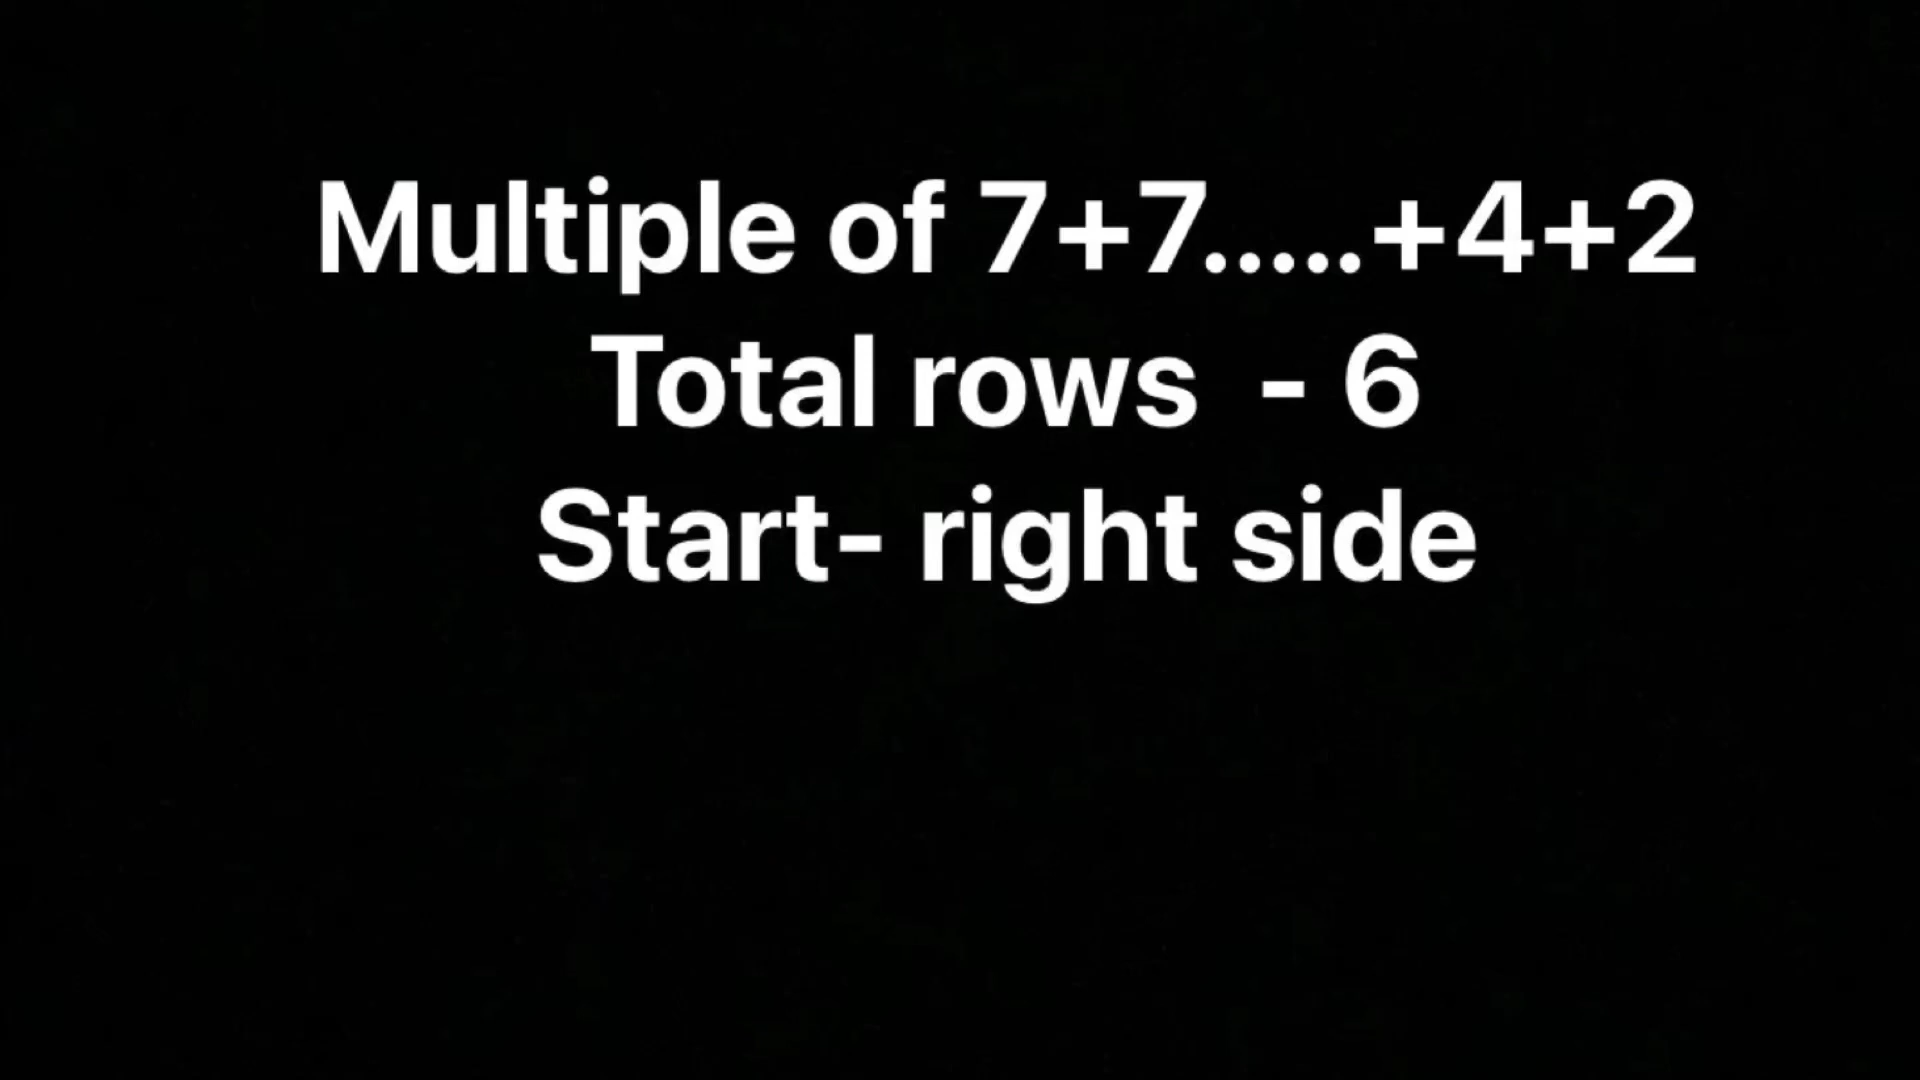 Multiple of 7+7.....+4+2
Total rows - 6
Start- right side